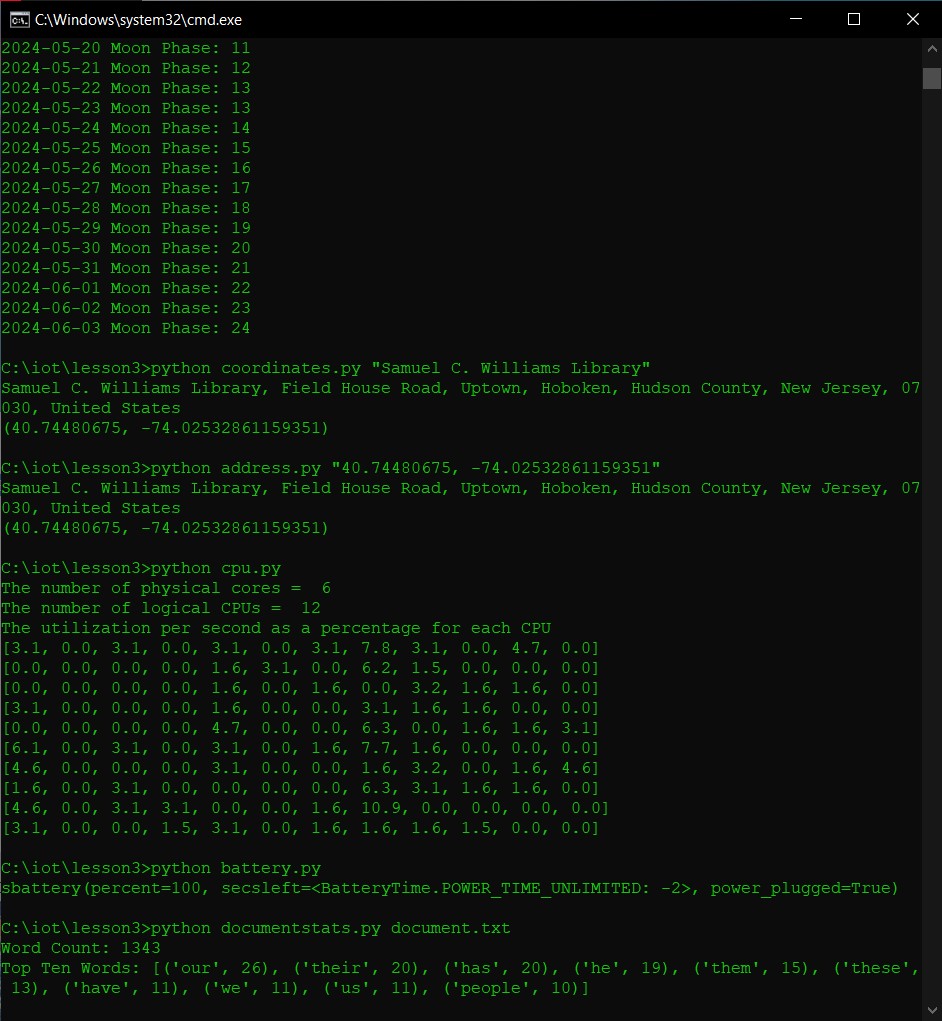 C:\Windows\system32\cmd.exe
2024-05-20 Moon Phase: 11
2024-05-21 Moon Phase: 12
2024-05-22 Moon Phase: 13
2024-05-23 Moon Phase: 13
2024-05-24 Moon Phase: 14
2024-05-25 Moon Phase: 15
2024-05-26 Moon Phase: 16
2024-05-27 Moon Phase: 17
2024-05-28 Moon Phase: 18
2024-05-29 Moon Phase: 19
2024-05-30 Moon Phase: 20
2024-05-31 Moon Phase: 21
2024-06-01 Moon Phase: 22
2024-06-02 Moon Phase: 23
2024-06-03 Moon Phase: 24
C:\iot\lesson3>python coordinates.py "Samuel C. Williams Library"
Samuel C. Williams Library, Field House Road, Uptown, Hoboken, Hudson County, New Jersey, 07
030, United States
(40.74480675, -74.02532861159351)
C:\iot\lesson3>python address.py "40.74480675, -74.02532861159351"
Samuel C. Williams Library, Field House Road, Uptown, Hoboken, Hudson County, New Jersey, 07
030, United States
(40.74480675, -74.02532861159351)
C:\iot\lesson3>python cpu.py
The number of physical cores =  6
The number of logical CPUs =  12
The utilization per second as a percentage for each CPU
[3.1, 0.0, 3.1, 0.0, 3.1, 0.0, 3.1, 7.8, 3.1, 0.0, 4.7, 0.0]
[0.0, 0.0, 0.0, 0.0, 1.6, 3.1, 0.0, 6.2, 1.5, 0.0, 0.0, 0.0]
[0.0, 0.0, 0.0, 0.0, 1.6, 0.0, 1.6, 0.0, 3.2, 1.6, 1.6, 0.0]
[3.1, 0.0, 0.0, 0.0, 1.6, 0.0, 0.0, 3.1, 1.6, 1.6, 0.0, 0.0]
[0.0, 0.0, 0.0, 0.0, 4.7, 0.0, 0.0, 6.3, 0.0, 1.6, 1.6, 3.1]
[6.1, 0.0, 3.1, 0.0, 3.1, 0.0, 1.6, 7.7, 1.6, 0.0, 0.0, 0.0]
[4.6, 0.0, 0.0, 0.0, 3.1, 0.0, 0.0, 1.6, 3.2, 0.0, 1.6, 4.6]
[1.6, 0.0, 3.1, 0.0, 0.0, 0.0, 0.0, 6.3, 3.1, 1.6, 1.6, 0.0]
[4.6, 0.0, 3.1, 3.1, 0.0, 0.0, 1.6, 10.9, 0.0, 0.0, 0.0, 0.0]
[3.1, 0.0, 0.0, 1.5, 3.1, 0.0, 1.6, 1.6, 1.6, 1.5, 0.0, 0.0]
C:\iot\lesson3>python battery.py
sbattery(percent=100, secsleft=<BatteryTime.POWER_TIME_UNLIMITED: -2>, power_plugged=True)
C:\iot\lesson3>python documentstats.py document.txt
Word Count: 1343
Top Ten Words: [('our', 26), ('their', 20), ('has', 20), ('he', 19), ('them', 15), ('these',
 13), ('have', 11), ('we', 11), ('us', 11), ('people', 10)]